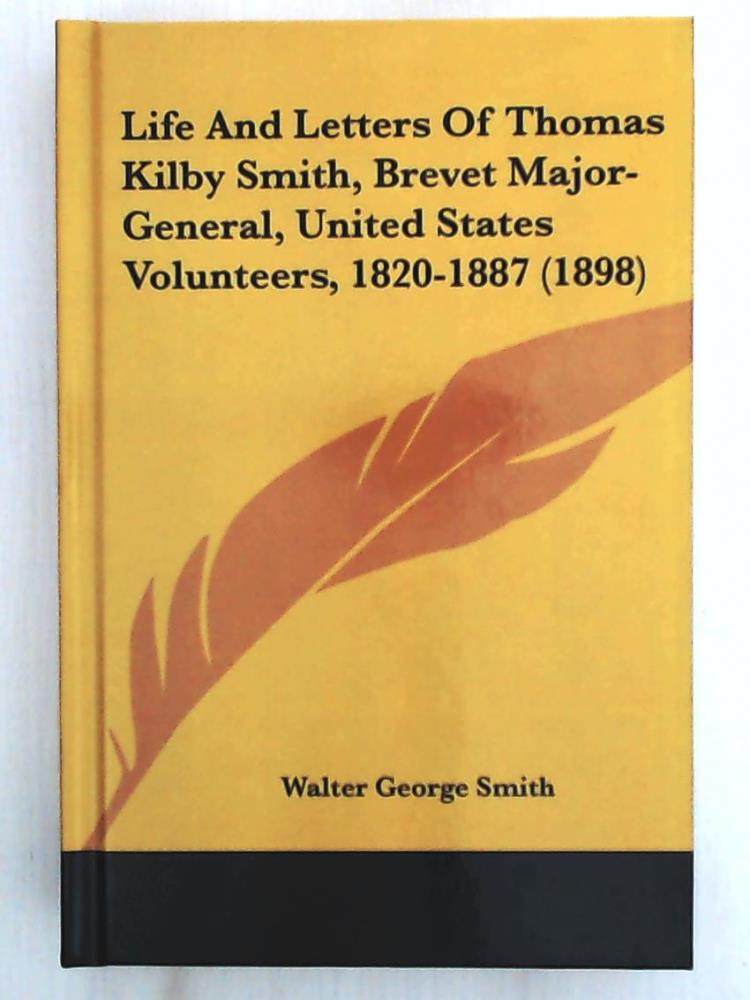 Life And Letters Of Thomas
Kilby Smith, Brevet Major-
General, United States
Volunteers, 1820-1887 (1898)
Walter George Smith